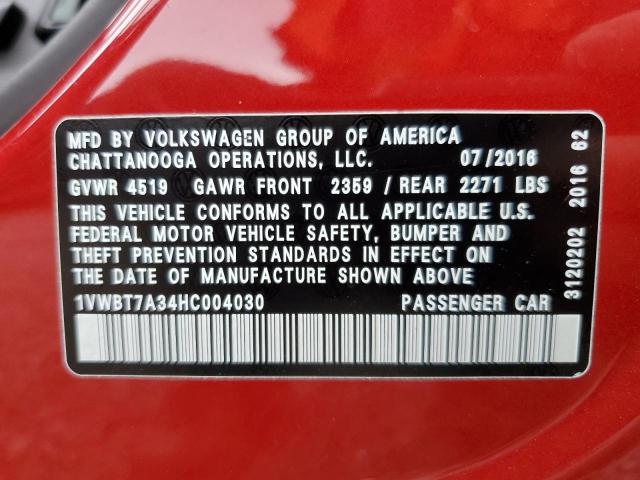 MFD BY VOLKSWAGEN GROUP OF AMERICA
CHATTANOOGA OPERATIONS, LLC. 07/2016
GVWR 4519 GAWR FRONT 2359 / REAR 2271 LBS
THIS VEHICLE CONFORMS TO ALL APPLICABLE U.S.
FEDERAL MOTOR VEHICLE SAFETY, BUMPER AND
THEFT PREVENTION STANDARDS IN EFFECT ON
THE DATE OF MANUFACTURE SHOWN ABOVE
1VWBT7A34HC004030 PASSENGER CAR
3120202 2016 62